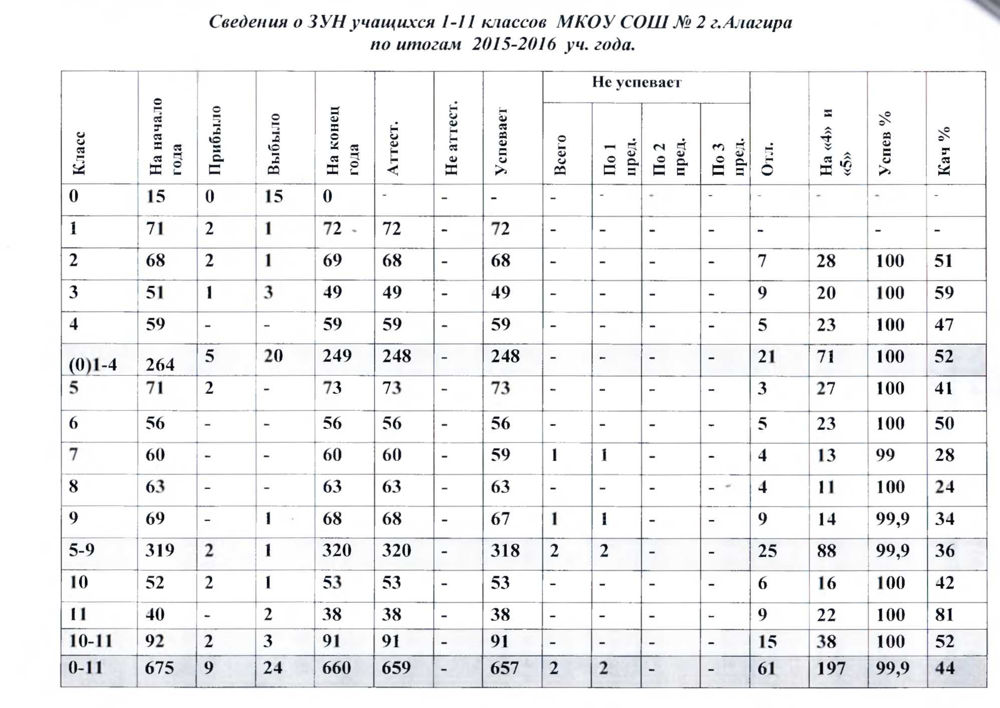 Сведения о ЗУН учащихся 1-11 классов МКОУ СОШ № 2 г.Алагира
по итогам 2015-2016 уч. года.
Класс На начало года Прибыло Выбыло На конец года Аттест. Не аттест. Успевает Не успевает Отл. На «4» и «5» Успев % Кач %
Всего По 1 пред. По 2 пред. По 3 пред.
0 15 0 15 0 - - - - - - - - - - -
1 71 2 1 72 72 - 72 - - - - - - -
2 68 2 1 69 68 - 68 - - - - 7 28 100 51
3 51 1 3 49 49 - 49 - - - - 9 20 100 59
4 59 - - 59 59 - 59 - - - - 5 23 100 47
(0)1-4 264 5 20 249 248 - 248 - - - - 21 71 100 52
5 71 2 - 73 73 - 73 - - - - 3 27 100 41
6 56 - - 56 56 - 56 - - - - 5 23 100 50
7 60 - - 60 60 - 59 1 1 - - 4 13 99 28
8 63 - - 63 63 - 63 - - - - 4 11 100 24
9 69 - 1 68 68 - 67 1 1 - - 9 14 99,9 34
5-9 319 2 1 320 320 - 318 2 2 - - 25 88 99,9 36
10 52 2 1 53 53 - 53 - - - - 6 16 100 42
11 40 - 2 38 38 - 38 - - - - 9 22 100 81
10-11 92 2 3 91 91 - 91 - - - - 15 38 100 52
0-11 675 9 24 660 659 - 657 2 2 - - 61 197 99,9 44